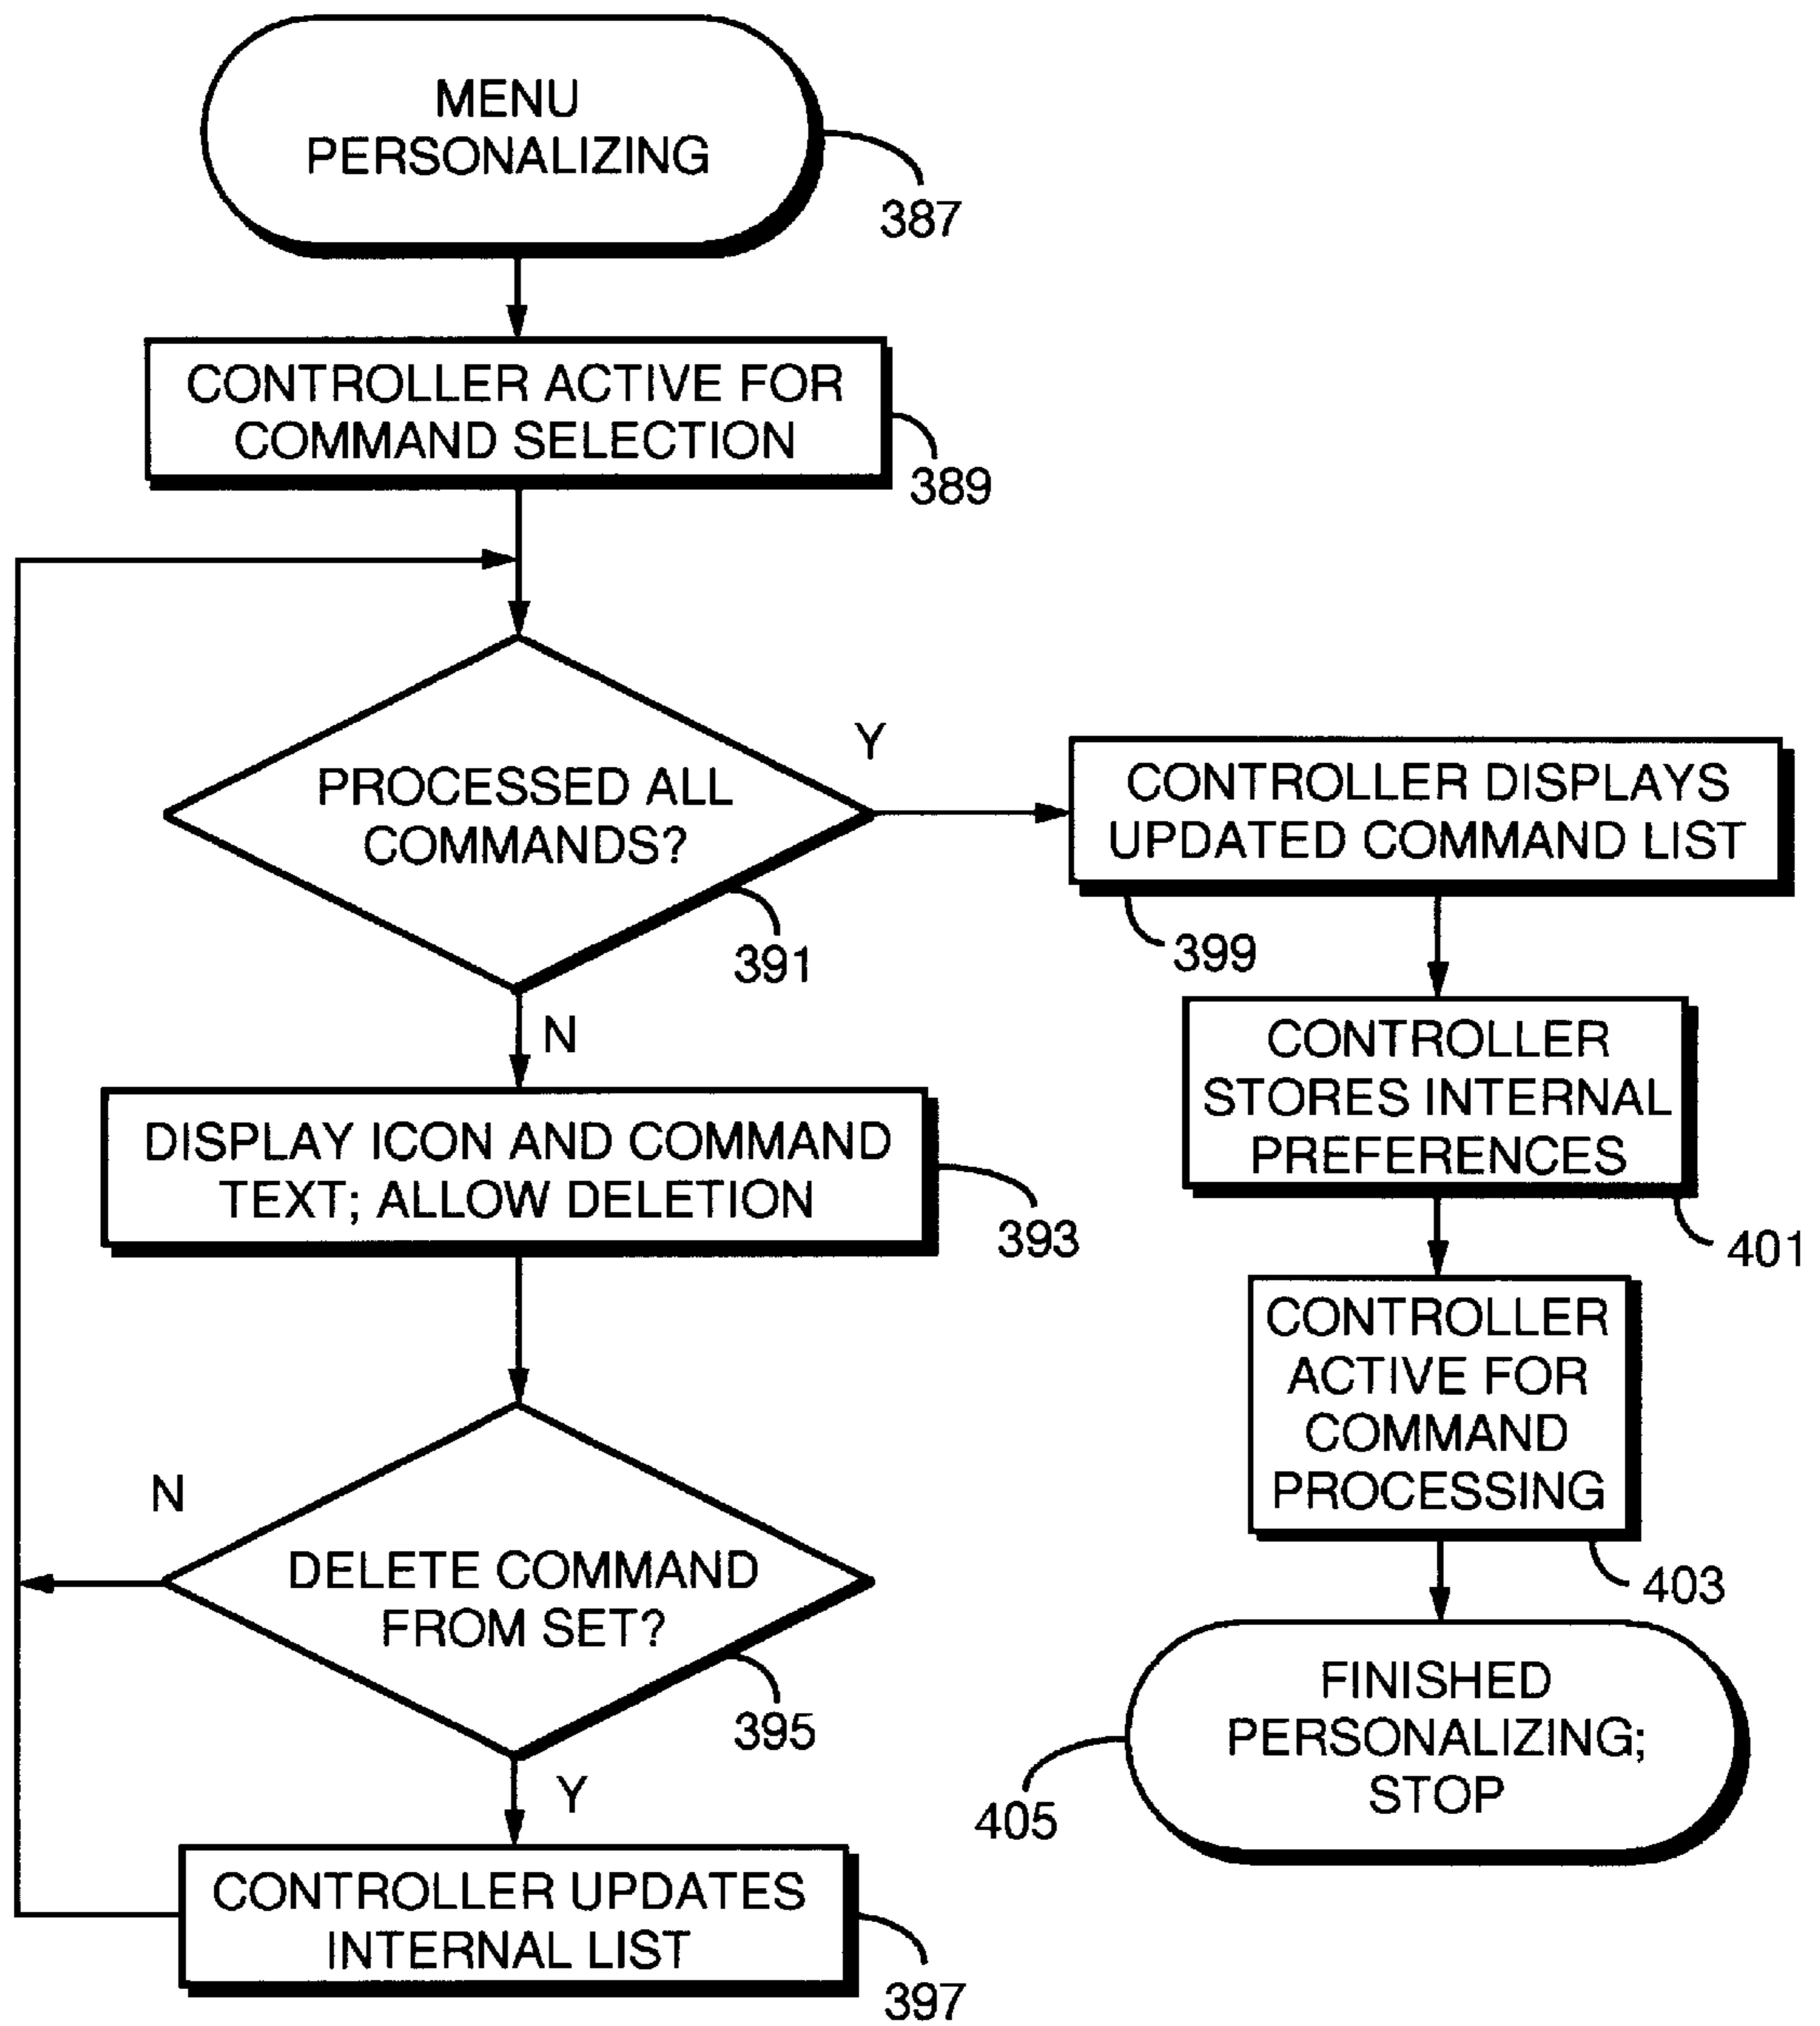 MENU
PERSONALIZING
387
CONTROLLER ACTIVE FOR
COMMAND SELECTION
389
PROCESSED ALL
COMMANDS?
391
Y
N
DISPLAY ICON AND COMMAND
TEXT; ALLOW DELETION
393
DELETE COMMAND
FROM SET?
395
N
Y
CONTROLLER UPDATES
INTERNAL LIST
397
CONTROLLER DISPLAYS
UPDATED COMMAND LIST
399
CONTROLLER
STORES INTERNAL
PREFERENCES
401
CONTROLLER
ACTIVE FOR
COMMAND
PROCESSING
403
FINISHED
PERSONALIZING;
STOP
405